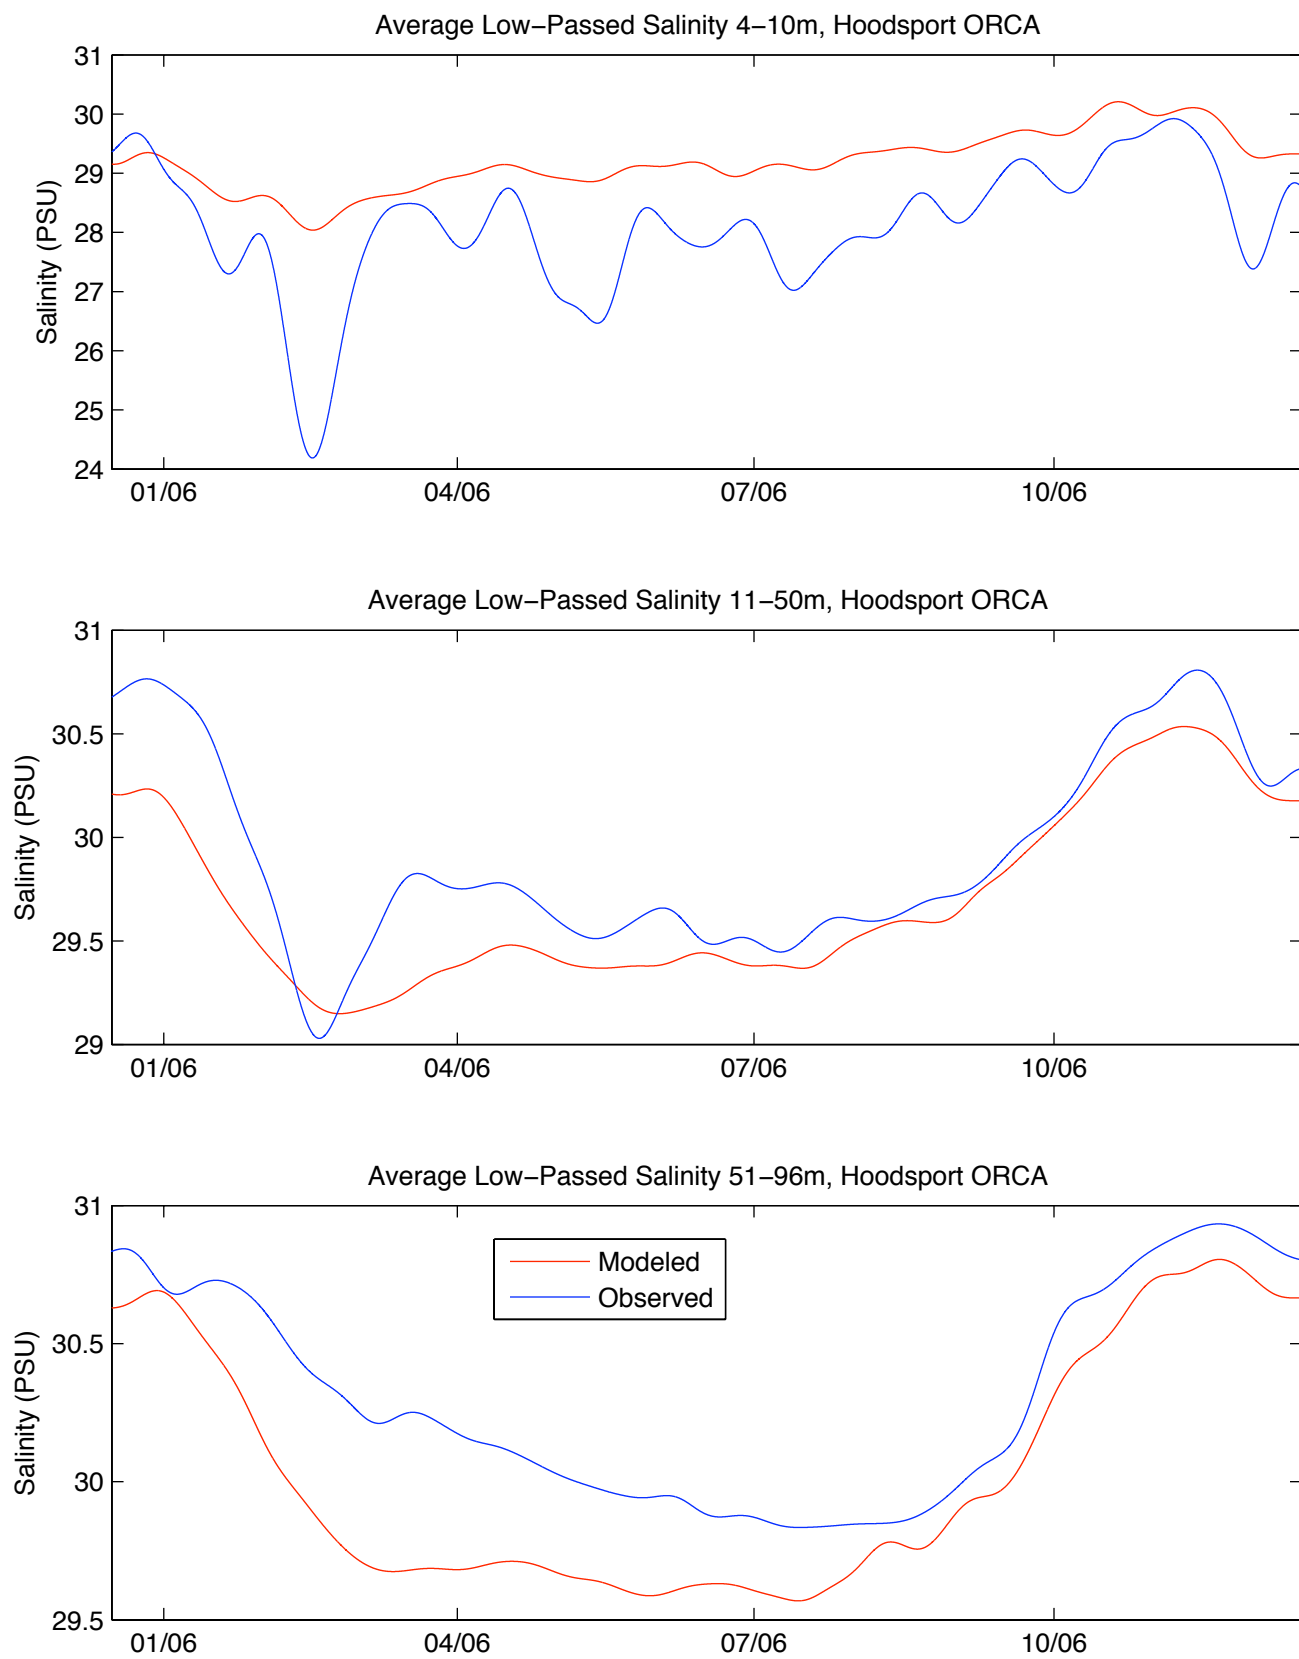 Average Low−Passed Salinity 4−10m, Hoodsport ORCA
31
30
29
28
27
26
25
24
Salinity (PSU)
01/06 04/06 07/06 10/06
Average Low−Passed Salinity 11−50m, Hoodsport ORCA
31
30.5
30
29.5
29
Salinity (PSU)
01/06 04/06 07/06 10/06
Average Low−Passed Salinity 51−96m, Hoodsport ORCA
31
30.5
30
29.5
Salinity (PSU)
Modeled
Observed
01/06 04/06 07/06 10/06